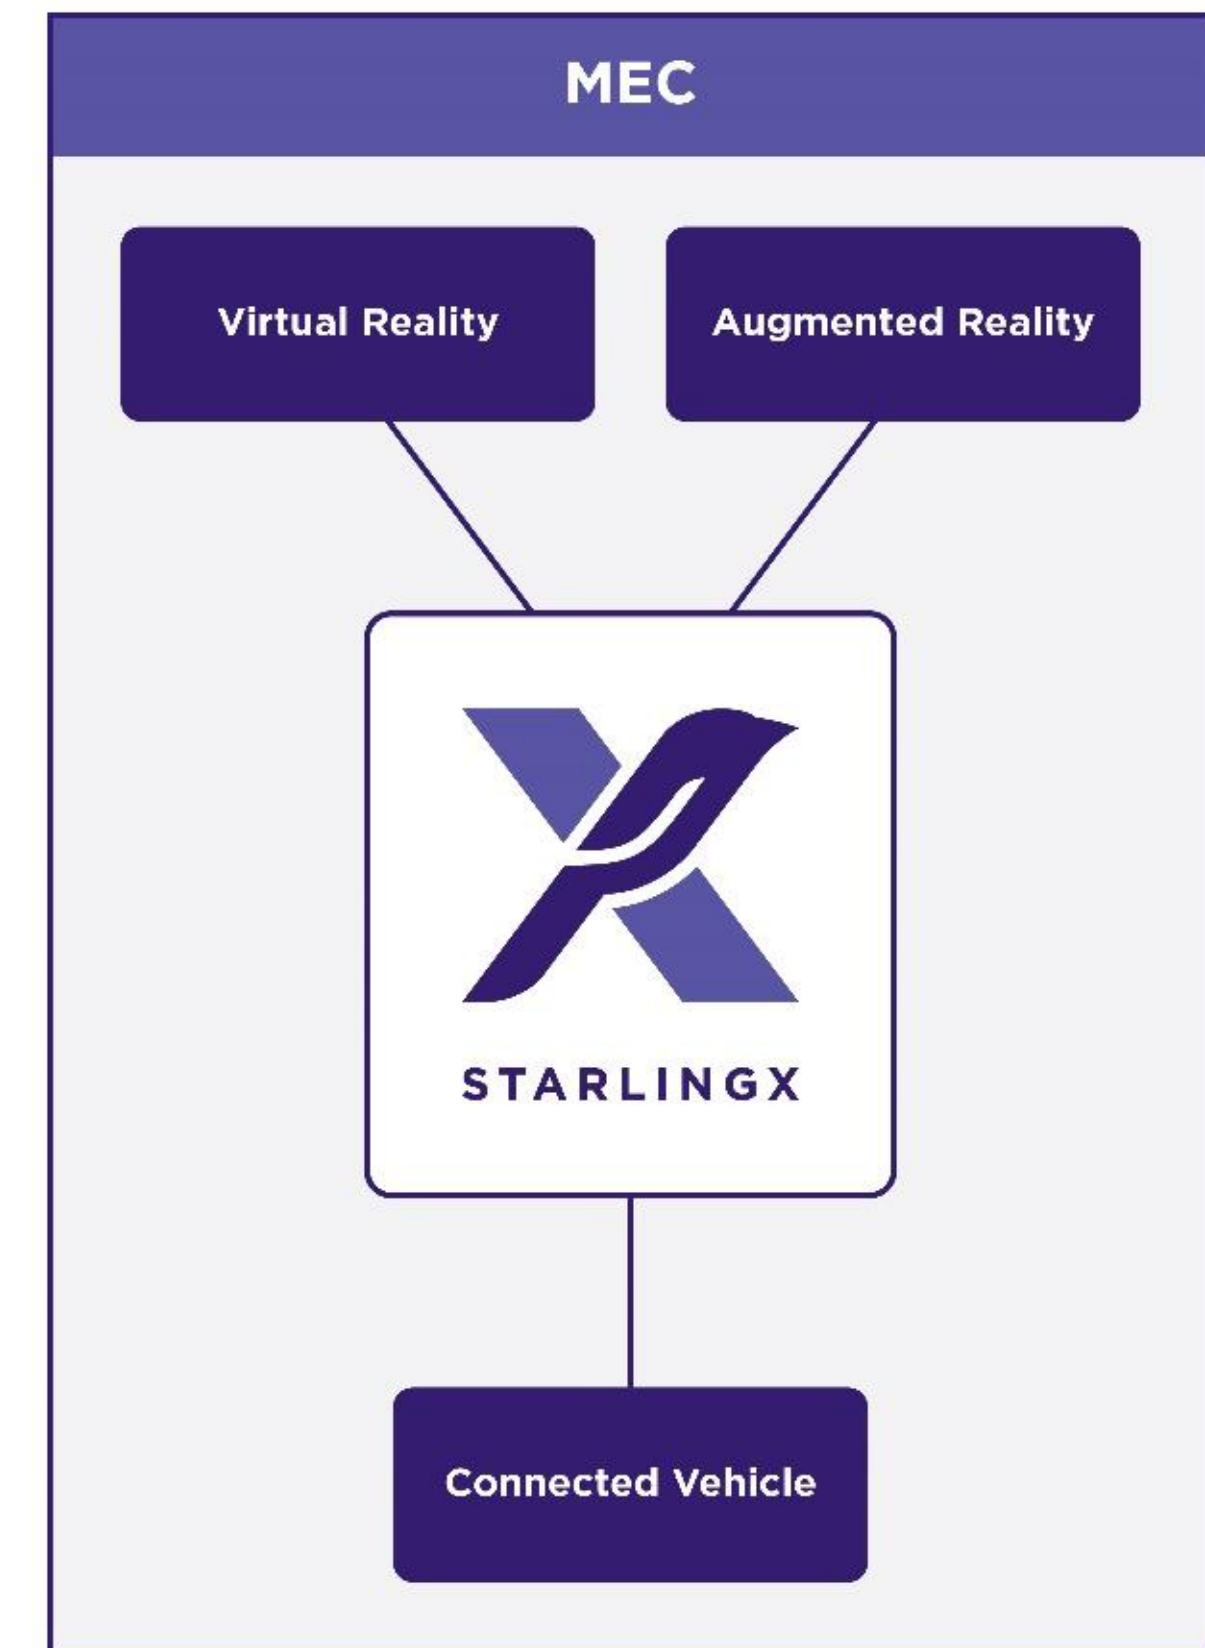 MEC
Virtual Reality
Augmented Reality
STARLINGX
Connected Vehicle